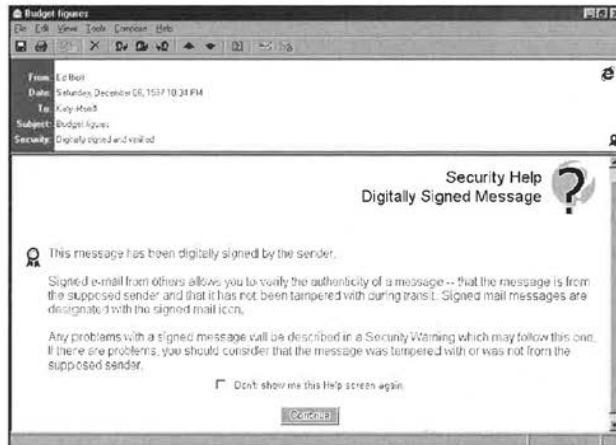 Budget figures
File Edit View Tools Compose Help
From: Ed Bott
Date: Saturday, December 06, 1997 10:34 PM
To: Katy
Subject: Budget figures
Security: Digitally signed and verified
Security Help
Digitally Signed Message
This message has been digitally signed by the sender.
Signed e-mail from others allows you to verify the authenticity of a message -- that the message is from
the supposed sender and that it has not been tampered with during transit. Signed mail messages are
designated with the signed mail icon.
Any problems with a signed message will be described in a Security Warning which may follow this one.
If there are problems, you should consider that the message was tampered with or was not from the
supposed sender.
Don't show me this Help screen again.
Continue